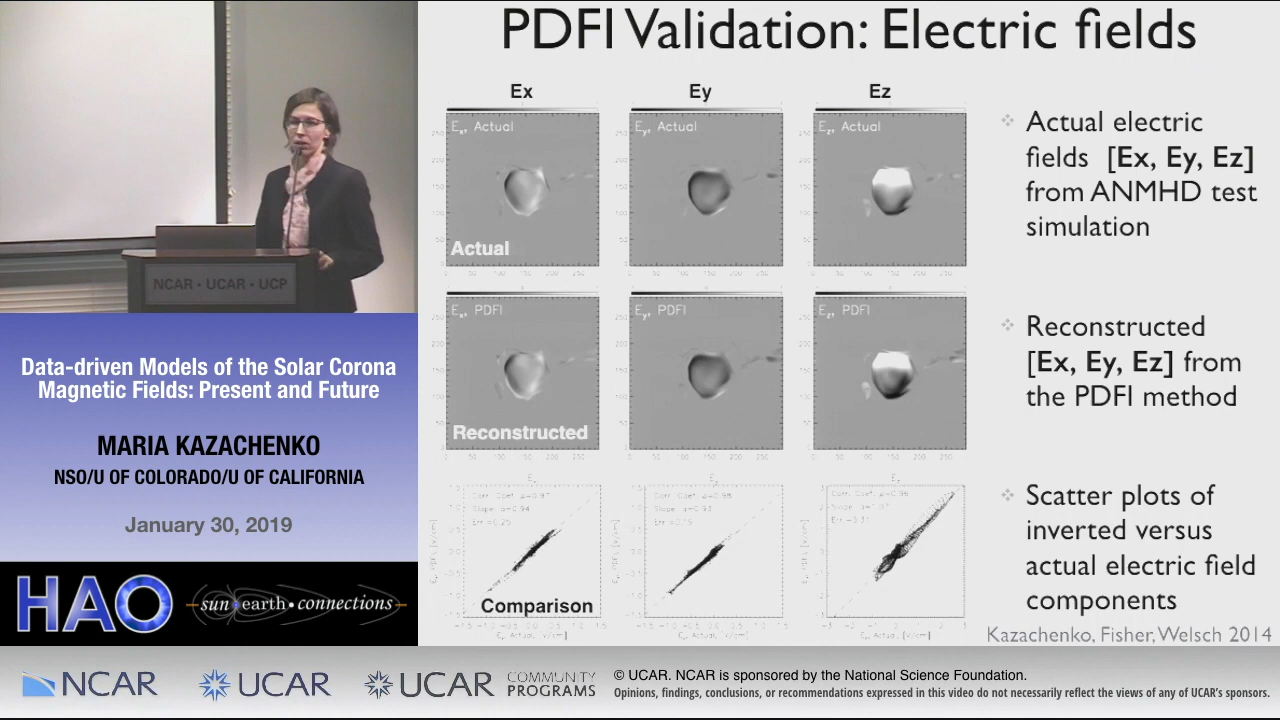 PDFI Validation: Electric fields
Ex
Ey
Ez
Ex, Actual
Ey, Actual
Ez, Actual
Actual
Actual electric
fields [Ex, Ey, Ez]
from ANMHD test
simulation
Ex, PDFI
Ey, PDFI
Ez, PDFI
Reconstructed
Reconstructed
[Ex, Ey, Ez] from
the PDFI method
Comparison
Scatter plots of
inverted versus
actual electric field
components
Kazachenko, Fisher, Welsch 2014
NCAR • UCAR • UCP
Data-driven Models of the Solar Corona
Magnetic Fields: Present and Future
MARIA KAZACHENKO
NSO/U OF COLORADO/U OF CALIFORNIA
January 30, 2019
HAO
sun•earth•connections
NCAR
UCAR
UCAR
COMMUNITY
PROGRAMS
© UCAR. NCAR is sponsored by the National Science Foundation.
Opinions, findings, conclusions, or recommendations expressed in this video do not necessarily reflect the views of any of UCAR's sponsors.